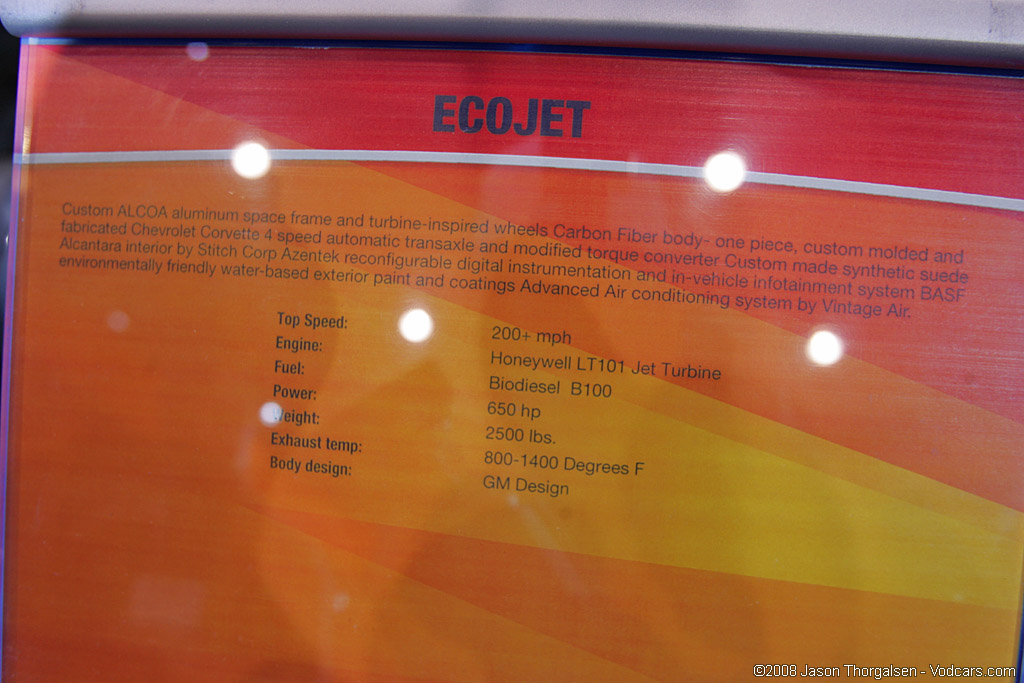 ECOJET
Custom ALCOA aluminum space frame and turbine-inspired wheels Carbon Fiber body- one piece, custom molded and
fabricated Chevrolet Corvette 4 speed automatic transaxle and modified torque converter Custom made synthetic suede
Alcantara interior by Stitch Corp Azentek reconfigurable digital instrumentation and in-vehicle infotainment system BASF
environmentally friendly water-based exterior paint and coatings Advanced Air conditioning system by Vintage Air.
Top Speed: 200+ mph
Engine: Honeywell LT101 Jet Turbine
Fuel: Biodiesel B100
Power: 650 hp
Weight: 2500 lbs.
Exhaust temp: 800-1400 Degrees F
Body design: GM Design
©2008 Jason Thorgalsen - Vodcars.com